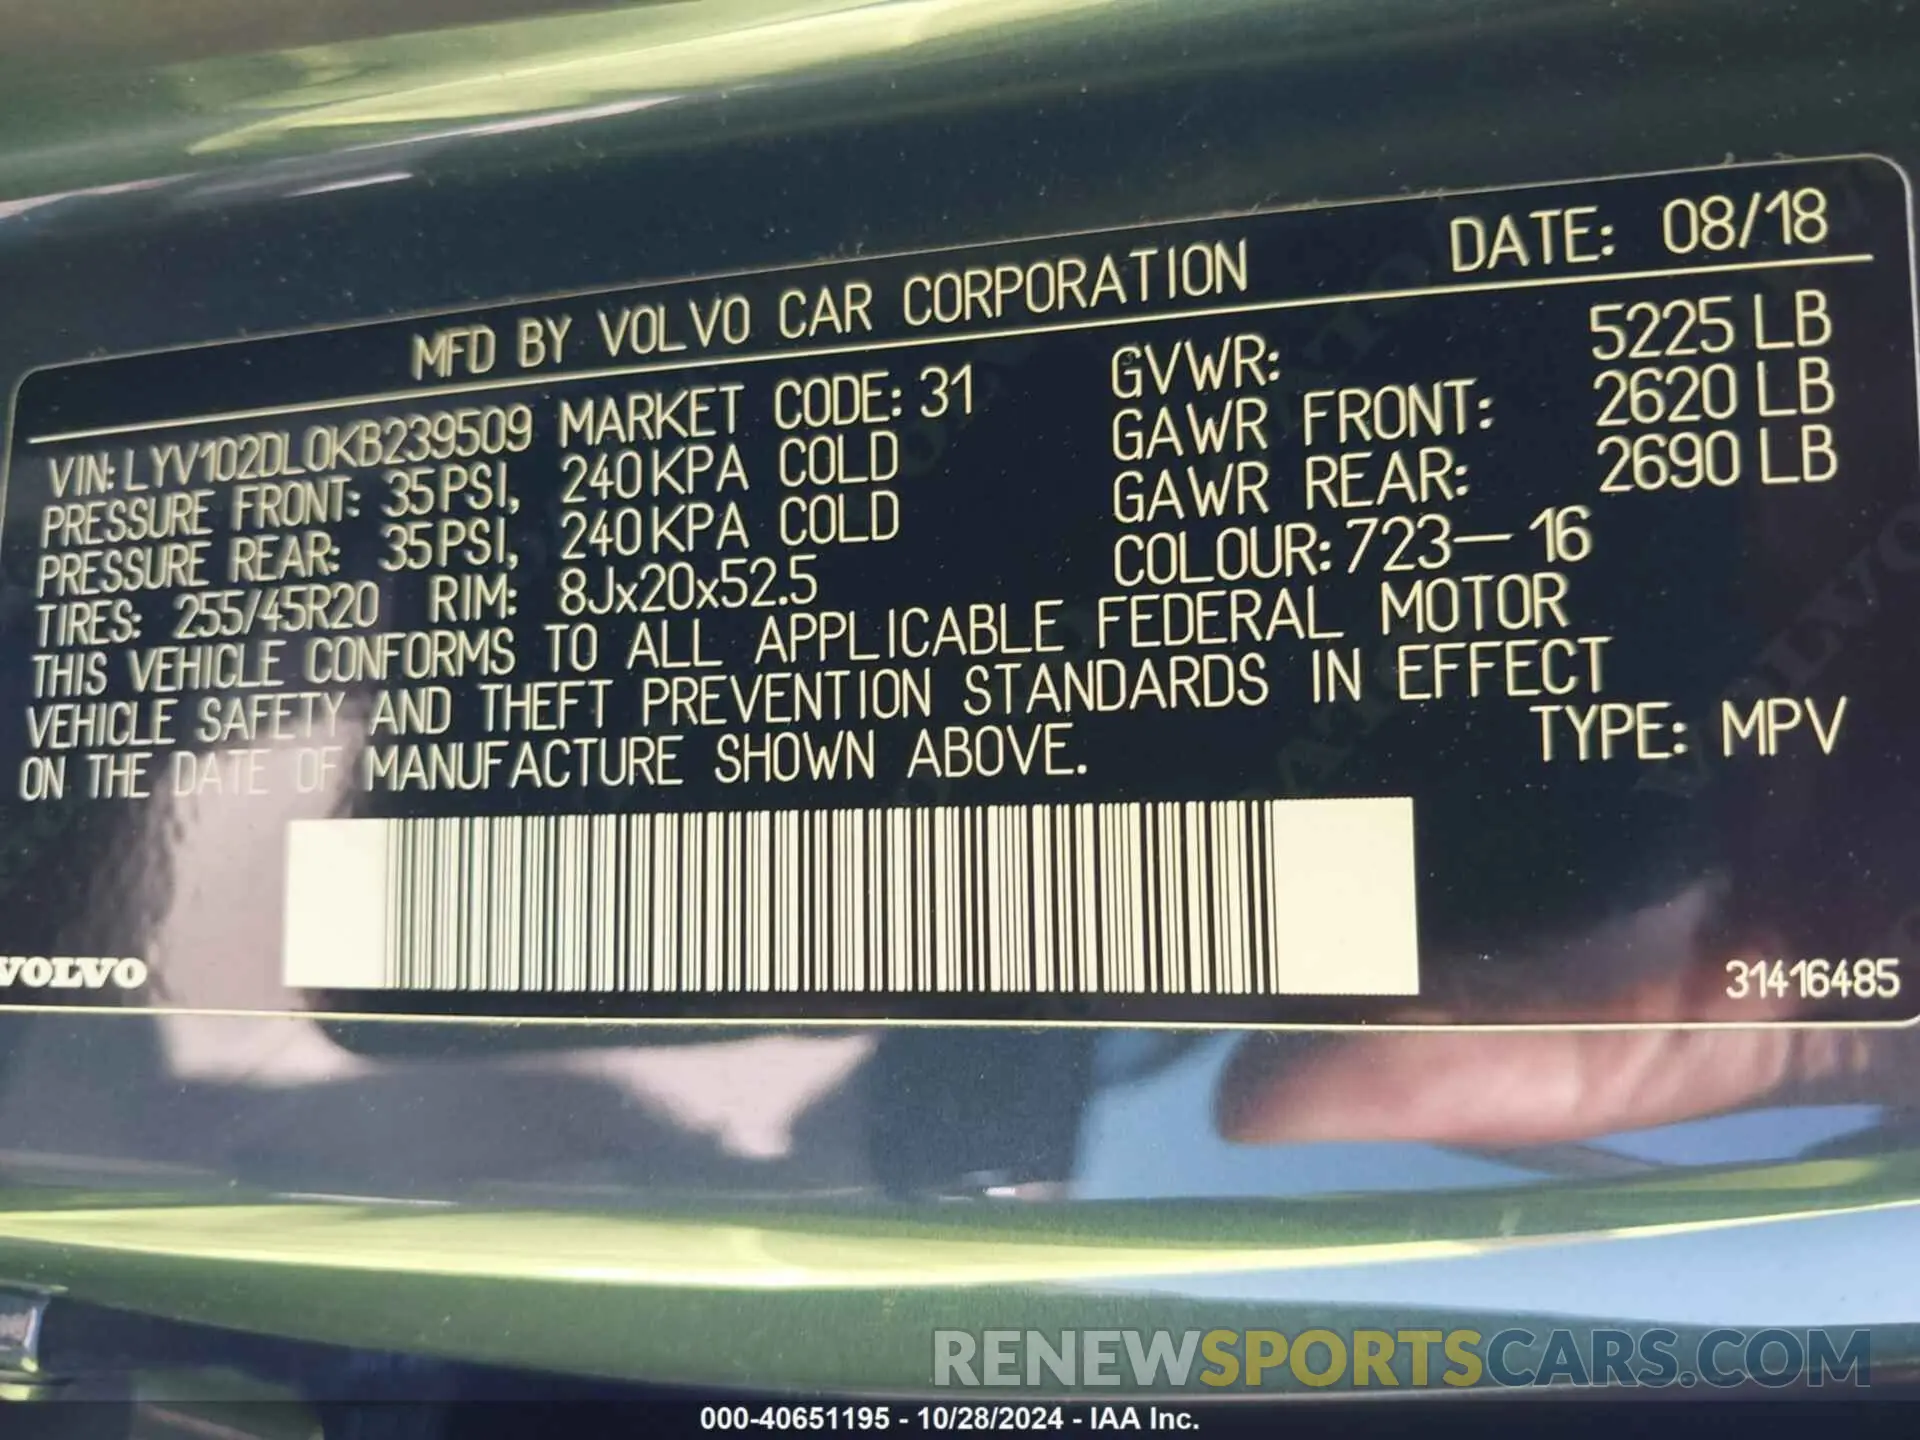 MFD BY VOLVO CAR CORPORATION DATE: 08/18
VIN: LYV102DL0KB239509 MARKET CODE: 31 GVWR: 5225 LB
PRESSURE FRONT: 35PSI, 240KPA COLD GAWR FRONT: 2620 LB
PRESSURE REAR: 35PSI, 240KPA COLD GAWR REAR: 2690 LB
TIRES: 255/45R20 RIM: 8Jx20x52.5 COLOUR: 723—16
THIS VEHICLE CONFORMS TO ALL APPLICABLE FEDERAL MOTOR
VEHICLE SAFETY AND THEFT PREVENTION STANDARDS IN EFFECT
ON THE DATE OF MANUFACTURE SHOWN ABOVE. TYPE: MPV
VOLVO 31416485
RENEWSPORTSCARS.COM
000-40651195 - 10/28/2024 - IAA Inc.